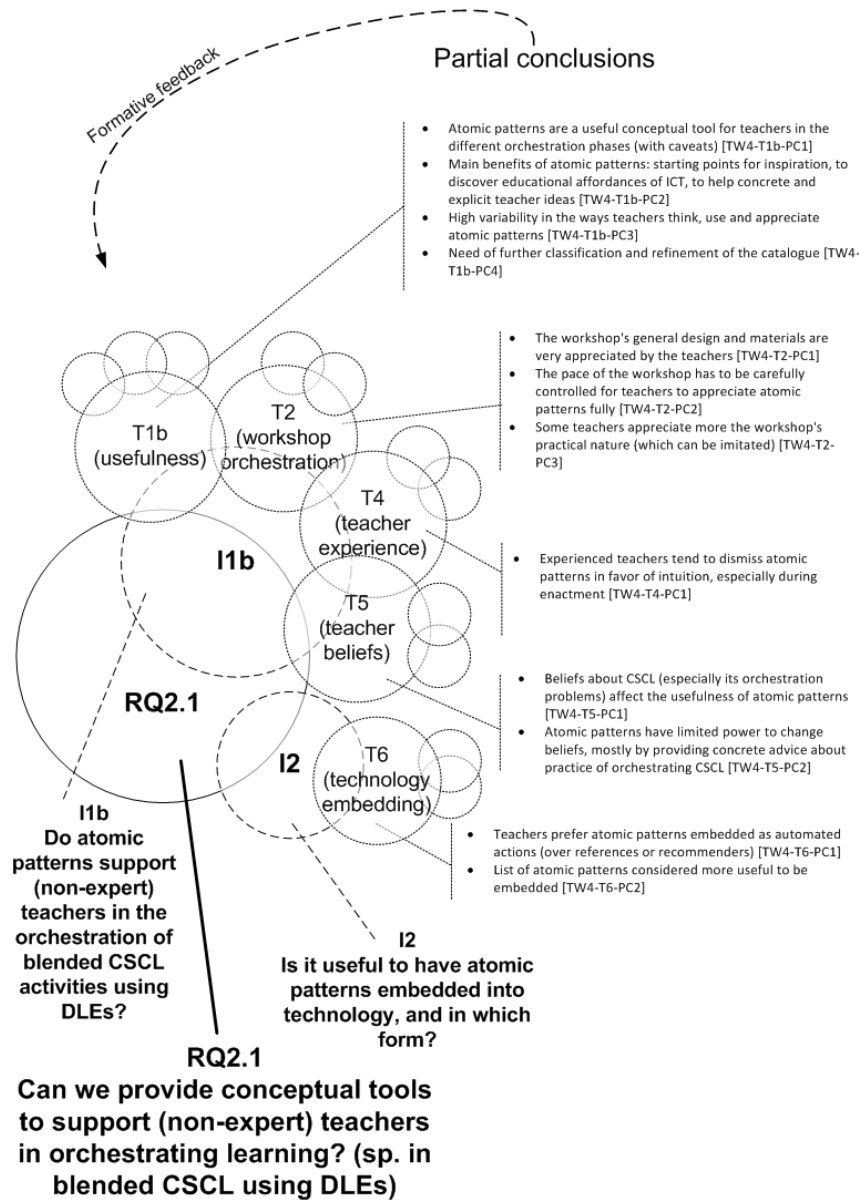 Partial conclusions
Formative feedback
• Atomic patterns are a useful conceptual tool for teachers in the
different orchestration phases (with caveats) [TW4-T1b-PC1]
• Main benefits of atomic patterns: starting points for inspiration, to
discover educational affordances of ICT, to help concrete and
explicit teacher ideas [TW4-T1b-PC2]
• High variability in the ways teachers think, use and appreciate
atomic patterns [TW4-T1b-PC3]
• Need of further classification and refinement of the catalogue [TW4-
T1b-PC4]
• The workshop's general design and materials are
very appreciated by the teachers [TW4-T2-PC1]
• The pace of the workshop has to be carefully
controlled for teachers to appreciate atomic
patterns fully [TW4-T2-PC2]
• Some teachers appreciate more the workshop's
practical nature (which can be imitated) [TW4-T2-
PC3]
T1b
(usefulness)
T2
(workshop
orchestration)
T4
(teacher
experience)
• Experienced teachers tend to dismiss atomic
patterns in favor of intuition, especially during
enactment [TW4-T4-PC1]
I1b
T5
(teacher
beliefs)
• Beliefs about CSCL (especially its orchestration
problems) affect the usefulness of atomic patterns
[TW4-T5-PC1]
• Atomic patterns have limited power to change
beliefs, mostly by providing concrete advice about
practice of orchestrating CSCL [TW4-T5-PC2]
RQ2.1
I2
T6
(technology
embedding)
• Teachers prefer atomic patterns embedded as automated
actions (over references or recommenders) [TW4-T6-PC1]
• List of atomic patterns considered more useful to be
embedded [TW4-T6-PC2]
I1b
Do atomic
patterns support
(non-expert)
teachers in the
orchestration of
blended CSCL
activities using
DLEs?
I2
Is it useful to have atomic
patterns embedded into
technology, and in which
form?
RQ2.1
Can we provide conceptual tools
to support (non-expert) teachers
in orchestrating learning? (sp. in
blended CSCL using DLEs)